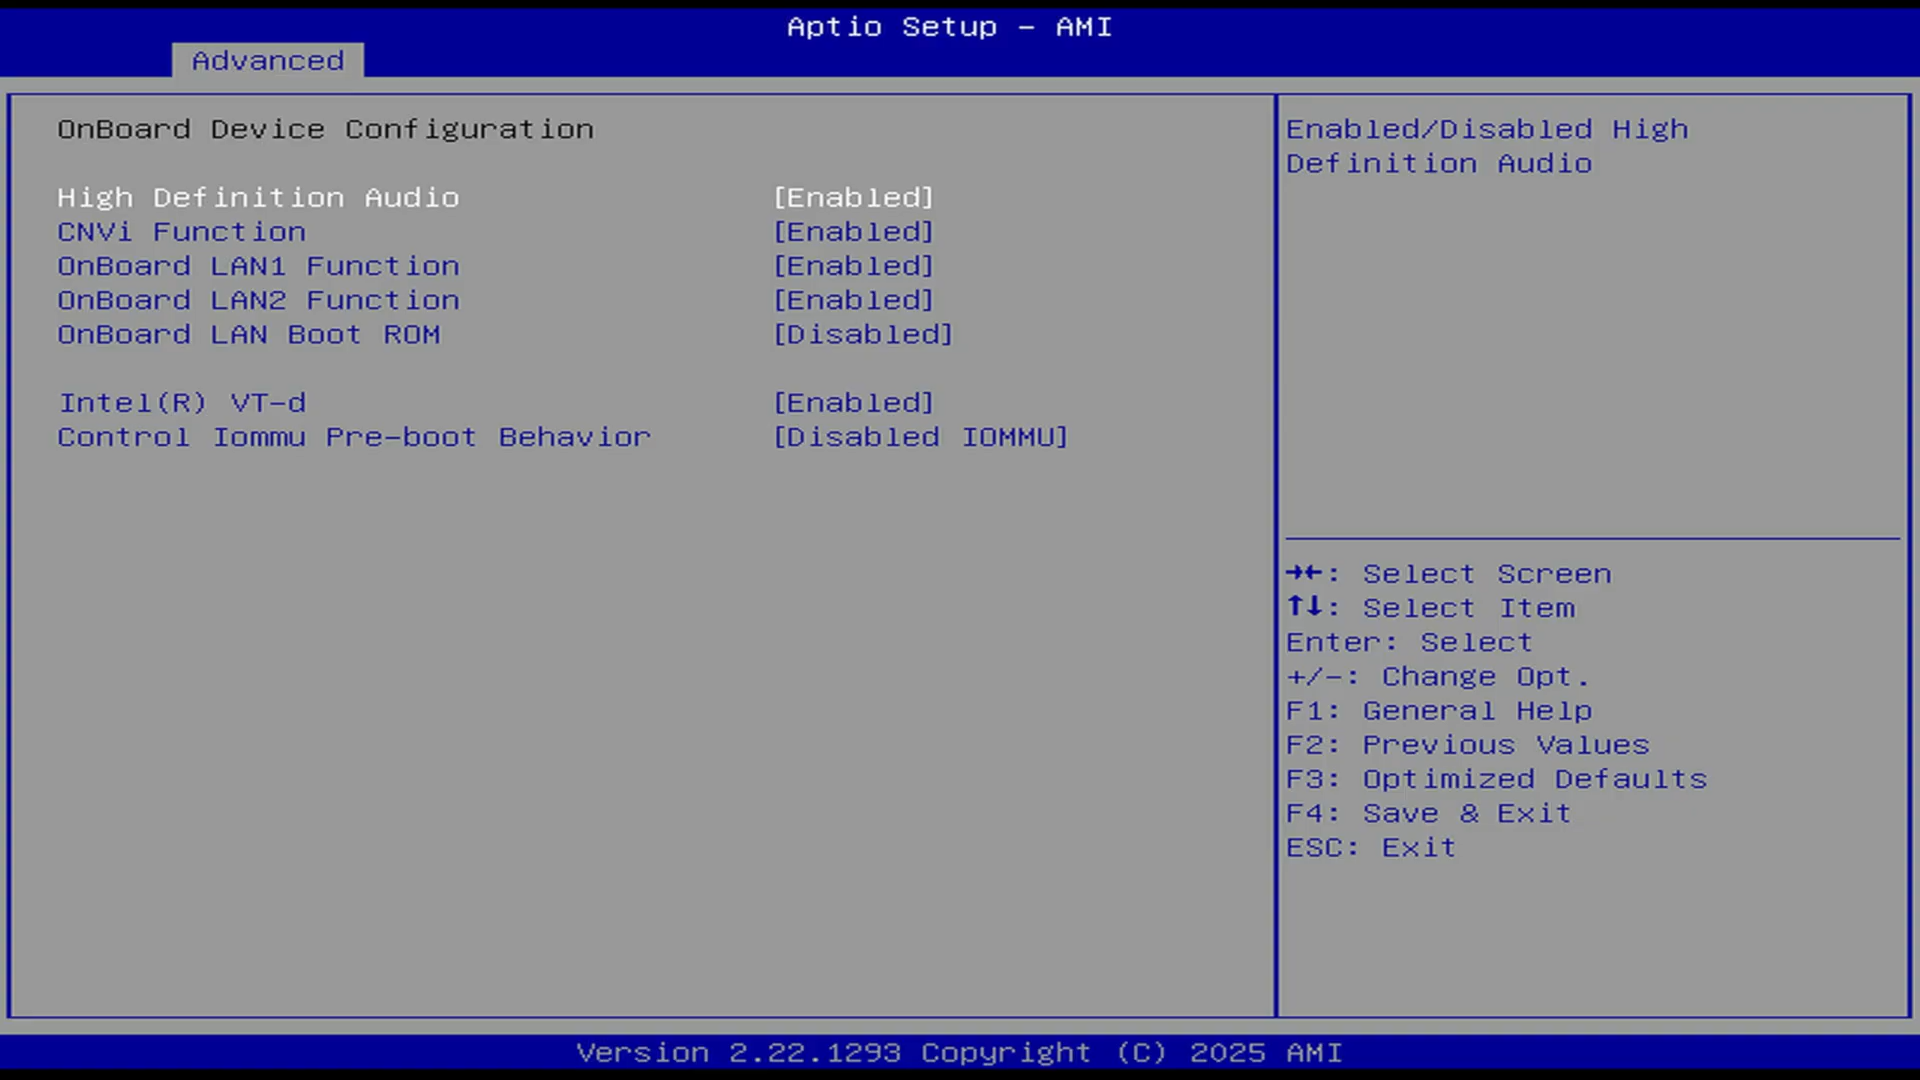 Aptio Setup - AMI
Advanced
OnBoard Device Configuration
High Definition Audio [Enabled]
CNVi Function [Enabled]
OnBoard LAN1 Function [Enabled]
OnBoard LAN2 Function [Enabled]
OnBoard LAN Boot ROM [Disabled]
Intel(R) VT-d [Enabled]
Control Iommu Pre-boot Behavior [Disabled IOMMU]
Enabled/Disabled High
Definition Audio
→←: Select Screen
↑↓: Select Item
Enter: Select
+/-: Change Opt.
F1: General Help
F2: Previous Values
F3: Optimized Defaults
F4: Save & Exit
ESC: Exit
Version 2.22.1293 Copyright (C) 2025 AMI